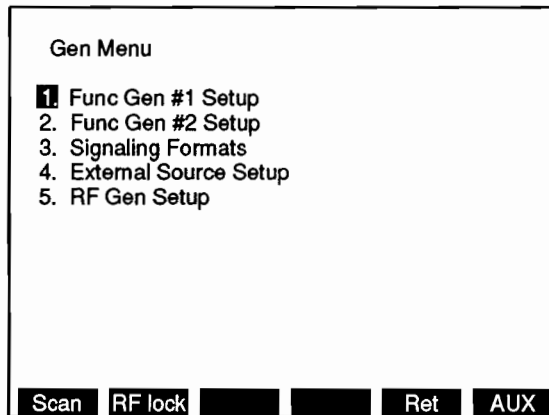 Gen Menu
1. Func Gen #1 Setup
2. Func Gen #2 Setup
3. Signaling Formats
4. External Source Setup
5. RF Gen Setup
Scan RF lock Ret AUX